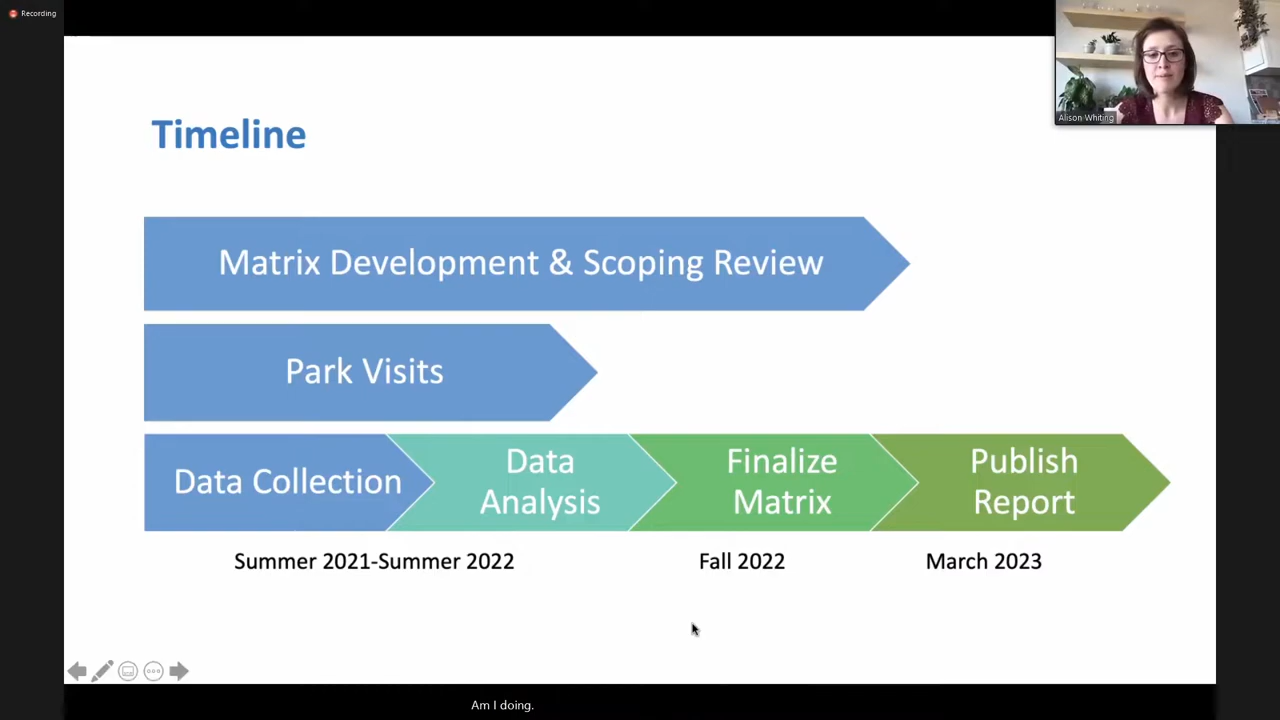 Recording
Alison Whiting
Timeline
Matrix Development & Scoping Review
Park Visits
Data Collection
Data
Analysis
Finalize
Matrix
Publish
Report
Summer 2021-Summer 2022
Fall 2022
March 2023
Am I doing.